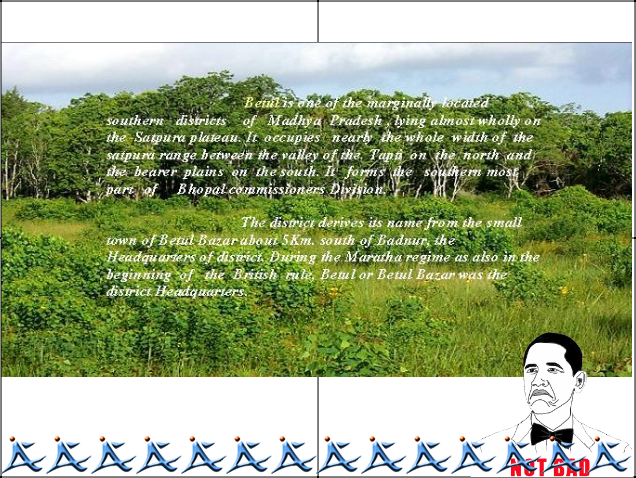 Betul is one of the marginally located
southern districts of Madhya Pradesh , lying almost wholly on
the Satpura plateau. It occupies nearly the whole width of the
satpura range between the valley of the Tapti on the north and
the bearer plains on the south. It forms the southern most
part of Bhopal commissioners Division.
The district derives its name from the small
town of Betul Bazar about 5Km. south of Badnur, the
Headquarters of district. During the Maratha regime as also in the
beginning of the British rule, Betul or Betul Bazar was the
district Headquarters.
NOT BAD